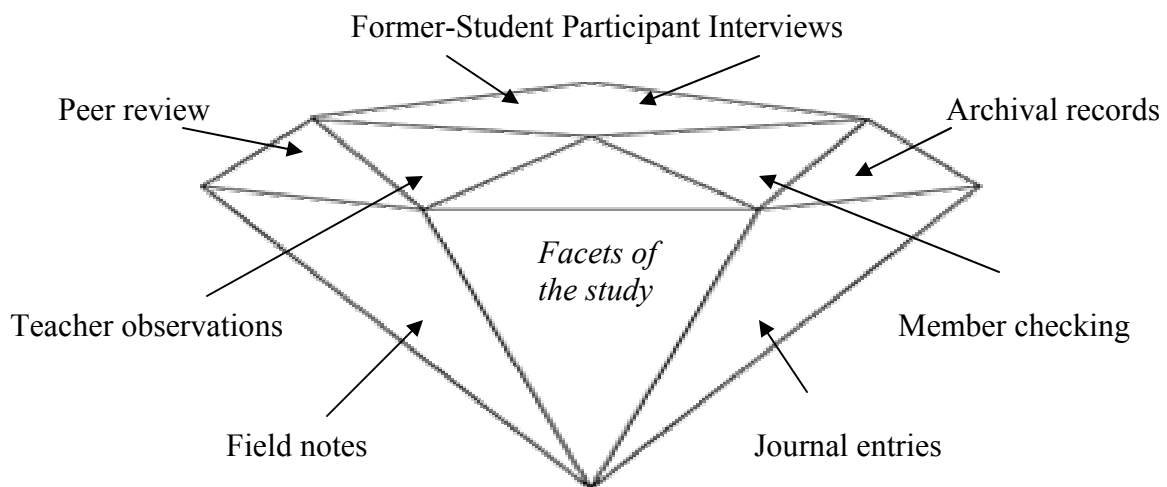 Former-Student Participant Interviews
Peer review
Archival records
Facets of
the study
Teacher observations
Member checking
Field notes
Journal entries